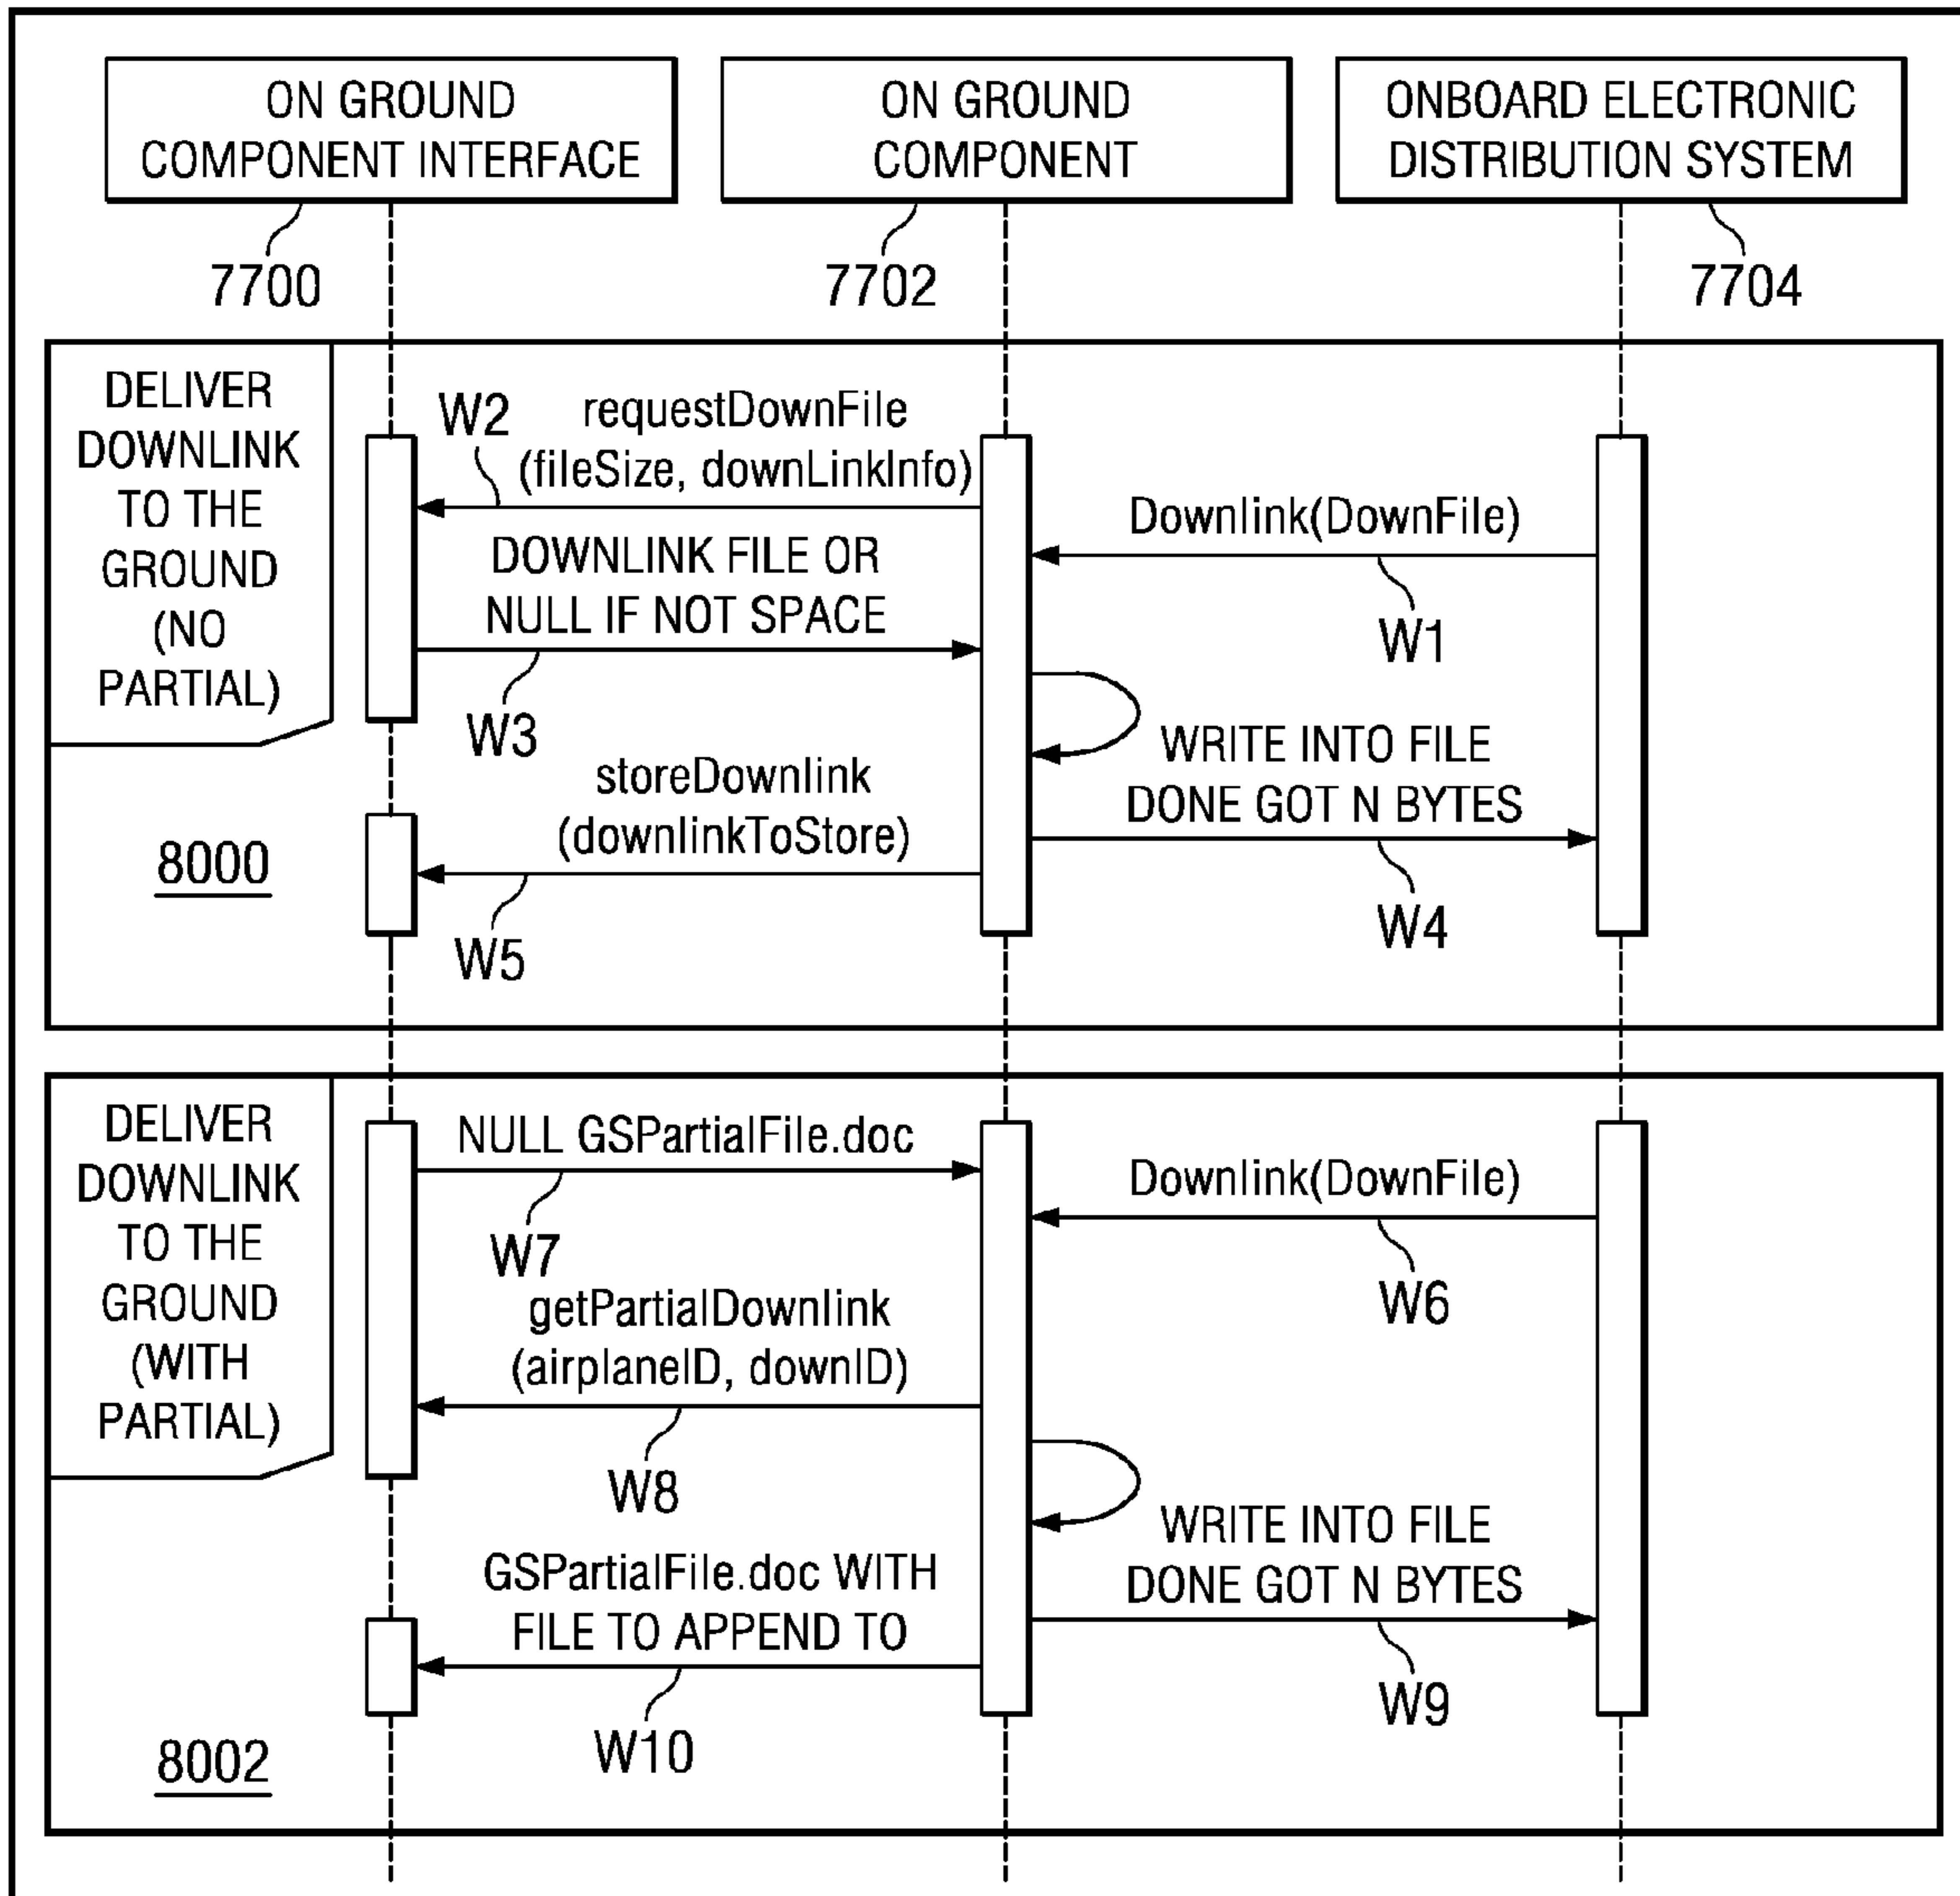 ON GROUND
COMPONENT INTERFACE
ON GROUND
COMPONENT
ONBOARD ELECTRONIC
DISTRIBUTION SYSTEM
7700
7702
7704
DELIVER
DOWNLINK
TO THE
GROUND
(NO
PARTIAL)
W2
requestDownFile
(fileSize, downLinkInfo)
Downlink(DownFile)
W1
DOWNLINK FILE OR
NULL IF NOT SPACE
W3
WRITE INTO FILE
DONE GOT N BYTES
W4
storeDownlink
(downlinkToStore)
W5
8000
DELIVER
DOWNLINK
TO THE
GROUND
(WITH
PARTIAL)
NULL GSPartialFile.doc
W7
Downlink(DownFile)
W6
getPartialDownlink
(airplaneID, downID)
W8
WRITE INTO FILE
DONE GOT N BYTES
W9
GSPartialFile.doc WITH
FILE TO APPEND TO
W10
8002